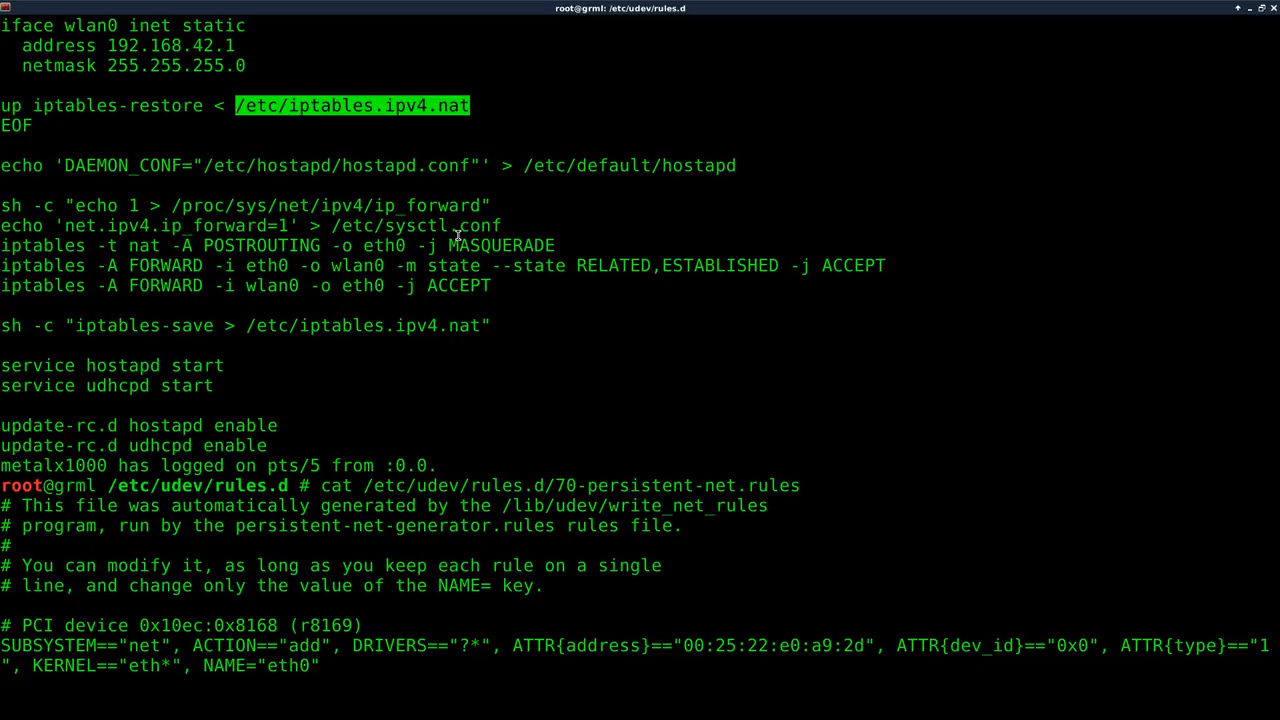 root@grml: /etc/udev/rules.d
iface wlan0 inet static
  address 192.168.42.1
  netmask 255.255.255.0
up iptables-restore < /etc/iptables.ipv4.nat
EOF
echo 'DAEMON_CONF="/etc/hostapd/hostapd.conf"' > /etc/default/hostapd
sh -c "echo 1 > /proc/sys/net/ipv4/ip_forward"
echo 'net.ipv4.ip_forward=1' > /etc/sysctl.conf
iptables -t nat -A POSTROUTING -o eth0 -j MASQUERADE
iptables -A FORWARD -i eth0 -o wlan0 -m state --state RELATED,ESTABLISHED -j ACCEPT
iptables -A FORWARD -i wlan0 -o eth0 -j ACCEPT
sh -c "iptables-save > /etc/iptables.ipv4.nat"
service hostapd start
service udhcpd start
update-rc.d hostapd enable
update-rc.d udhcpd enable
metalx1000 has logged on pts/5 from :0.0.
root@grml /etc/udev/rules.d # cat /etc/udev/rules.d/70-persistent-net.rules
# This file was automatically generated by the /lib/udev/write_net_rules
# program, run by the persistent-net-generator.rules rules file.
#
# You can modify it, as long as you keep each rule on a single
# line, and change only the value of the NAME= key.
# PCI device 0x10ec:0x8168 (r8169)
SUBSYSTEM=="net", ACTION=="add", DRIVERS=="?*", ATTR{address}=="00:25:22:e0:a9:2d", ATTR{dev_id}=="0x0", ATTR{type}=="1
", KERNEL=="eth*", NAME="eth0"